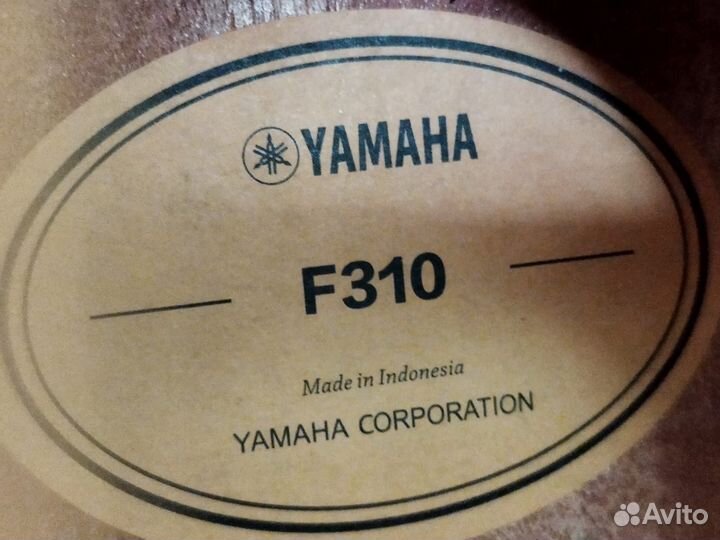 YAMAHA
F310
Made in Indonesia
YAMAHA CORPORATION
Avito